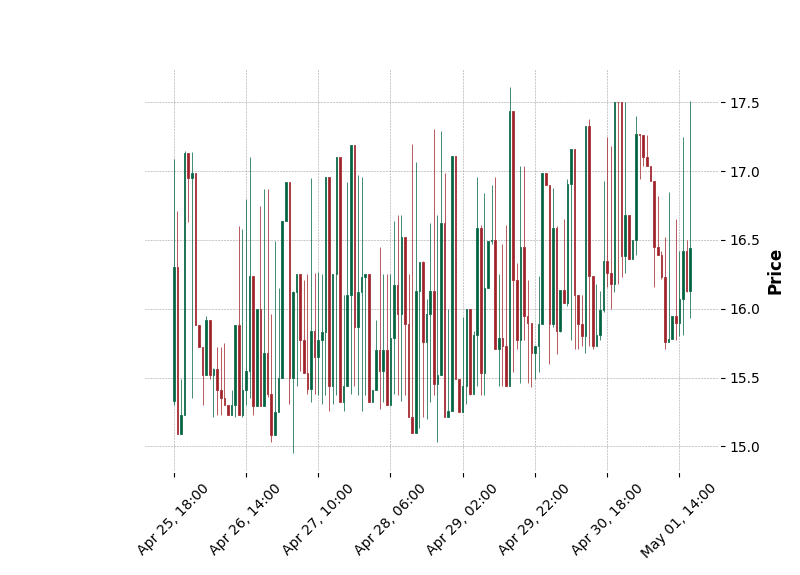 17.5
17.0
16.5
16.0
15.5
15.0
Price
Apr 25, 18:00
Apr 26, 14:00
Apr 27, 10:00
Apr 28, 06:00
Apr 29, 02:00
Apr 29, 22:00
Apr 30, 18:00
May 01, 14:00